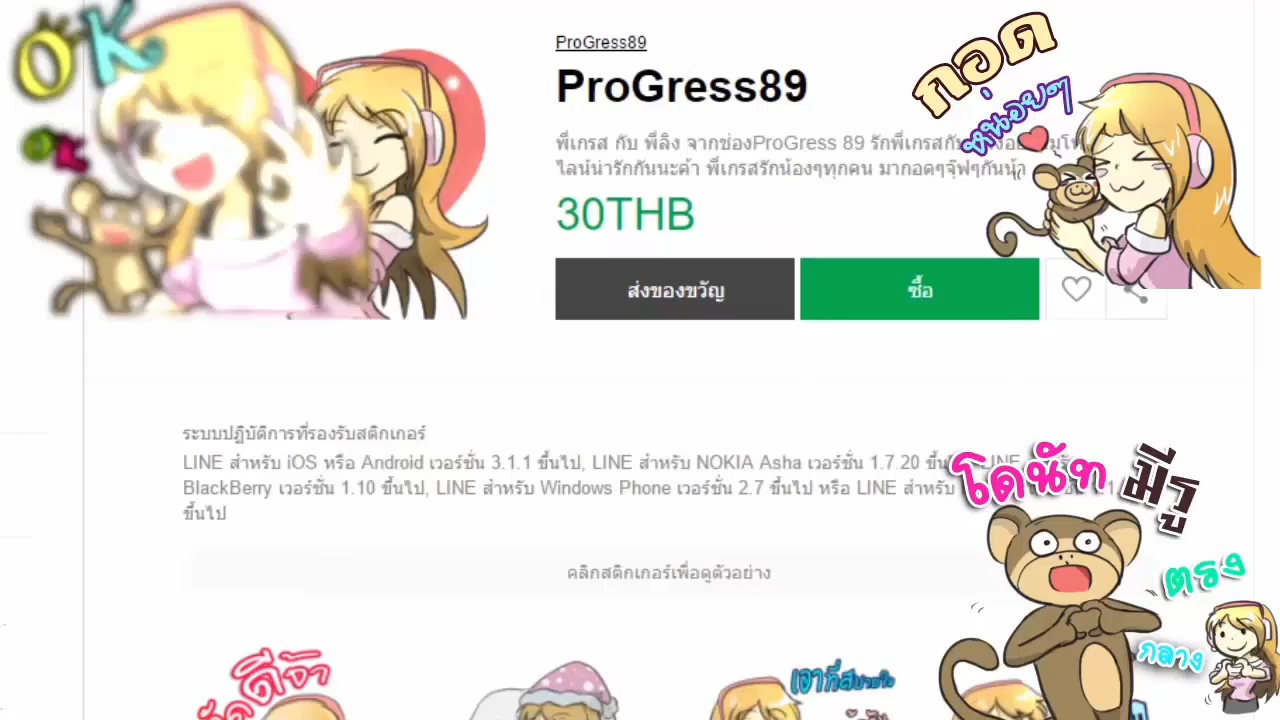 OK
OK
ProGress89
ProGress89
พี่เกรส กับ พี่ลิง จากช่องProGress 89 รักพี่เกรสกับ
ไลน์น่ารักกันนะค้า พี่เกรสรักน้องๆทุกคน มากอดๆจุ๊ฟๆกันน้า
30THB
ส่งของขวัญ
ซื้อ
กอด
หน่อยๆ
ระบบปฏิบัติการที่รองรับสติกเกอร์
LINE สำหรับ iOS หรือ Android เวอร์ชั่น 3.1.1 ขึ้นไป, LINE สำหรับ NOKIA Asha เวอร์ชั่น 1.7.20
BlackBerry เวอร์ชั่น 1.10 ขึ้นไป, LINE สำหรับ Windows Phone เวอร์ชั่น 2.7 ขึ้นไป หรือ LINE สำหรับ
ขึ้นไป
โดนัท มีรู
ตรง
กลาง
คลิกสติกเกอร์เพื่อดูตัวอย่าง
ดีจ้า